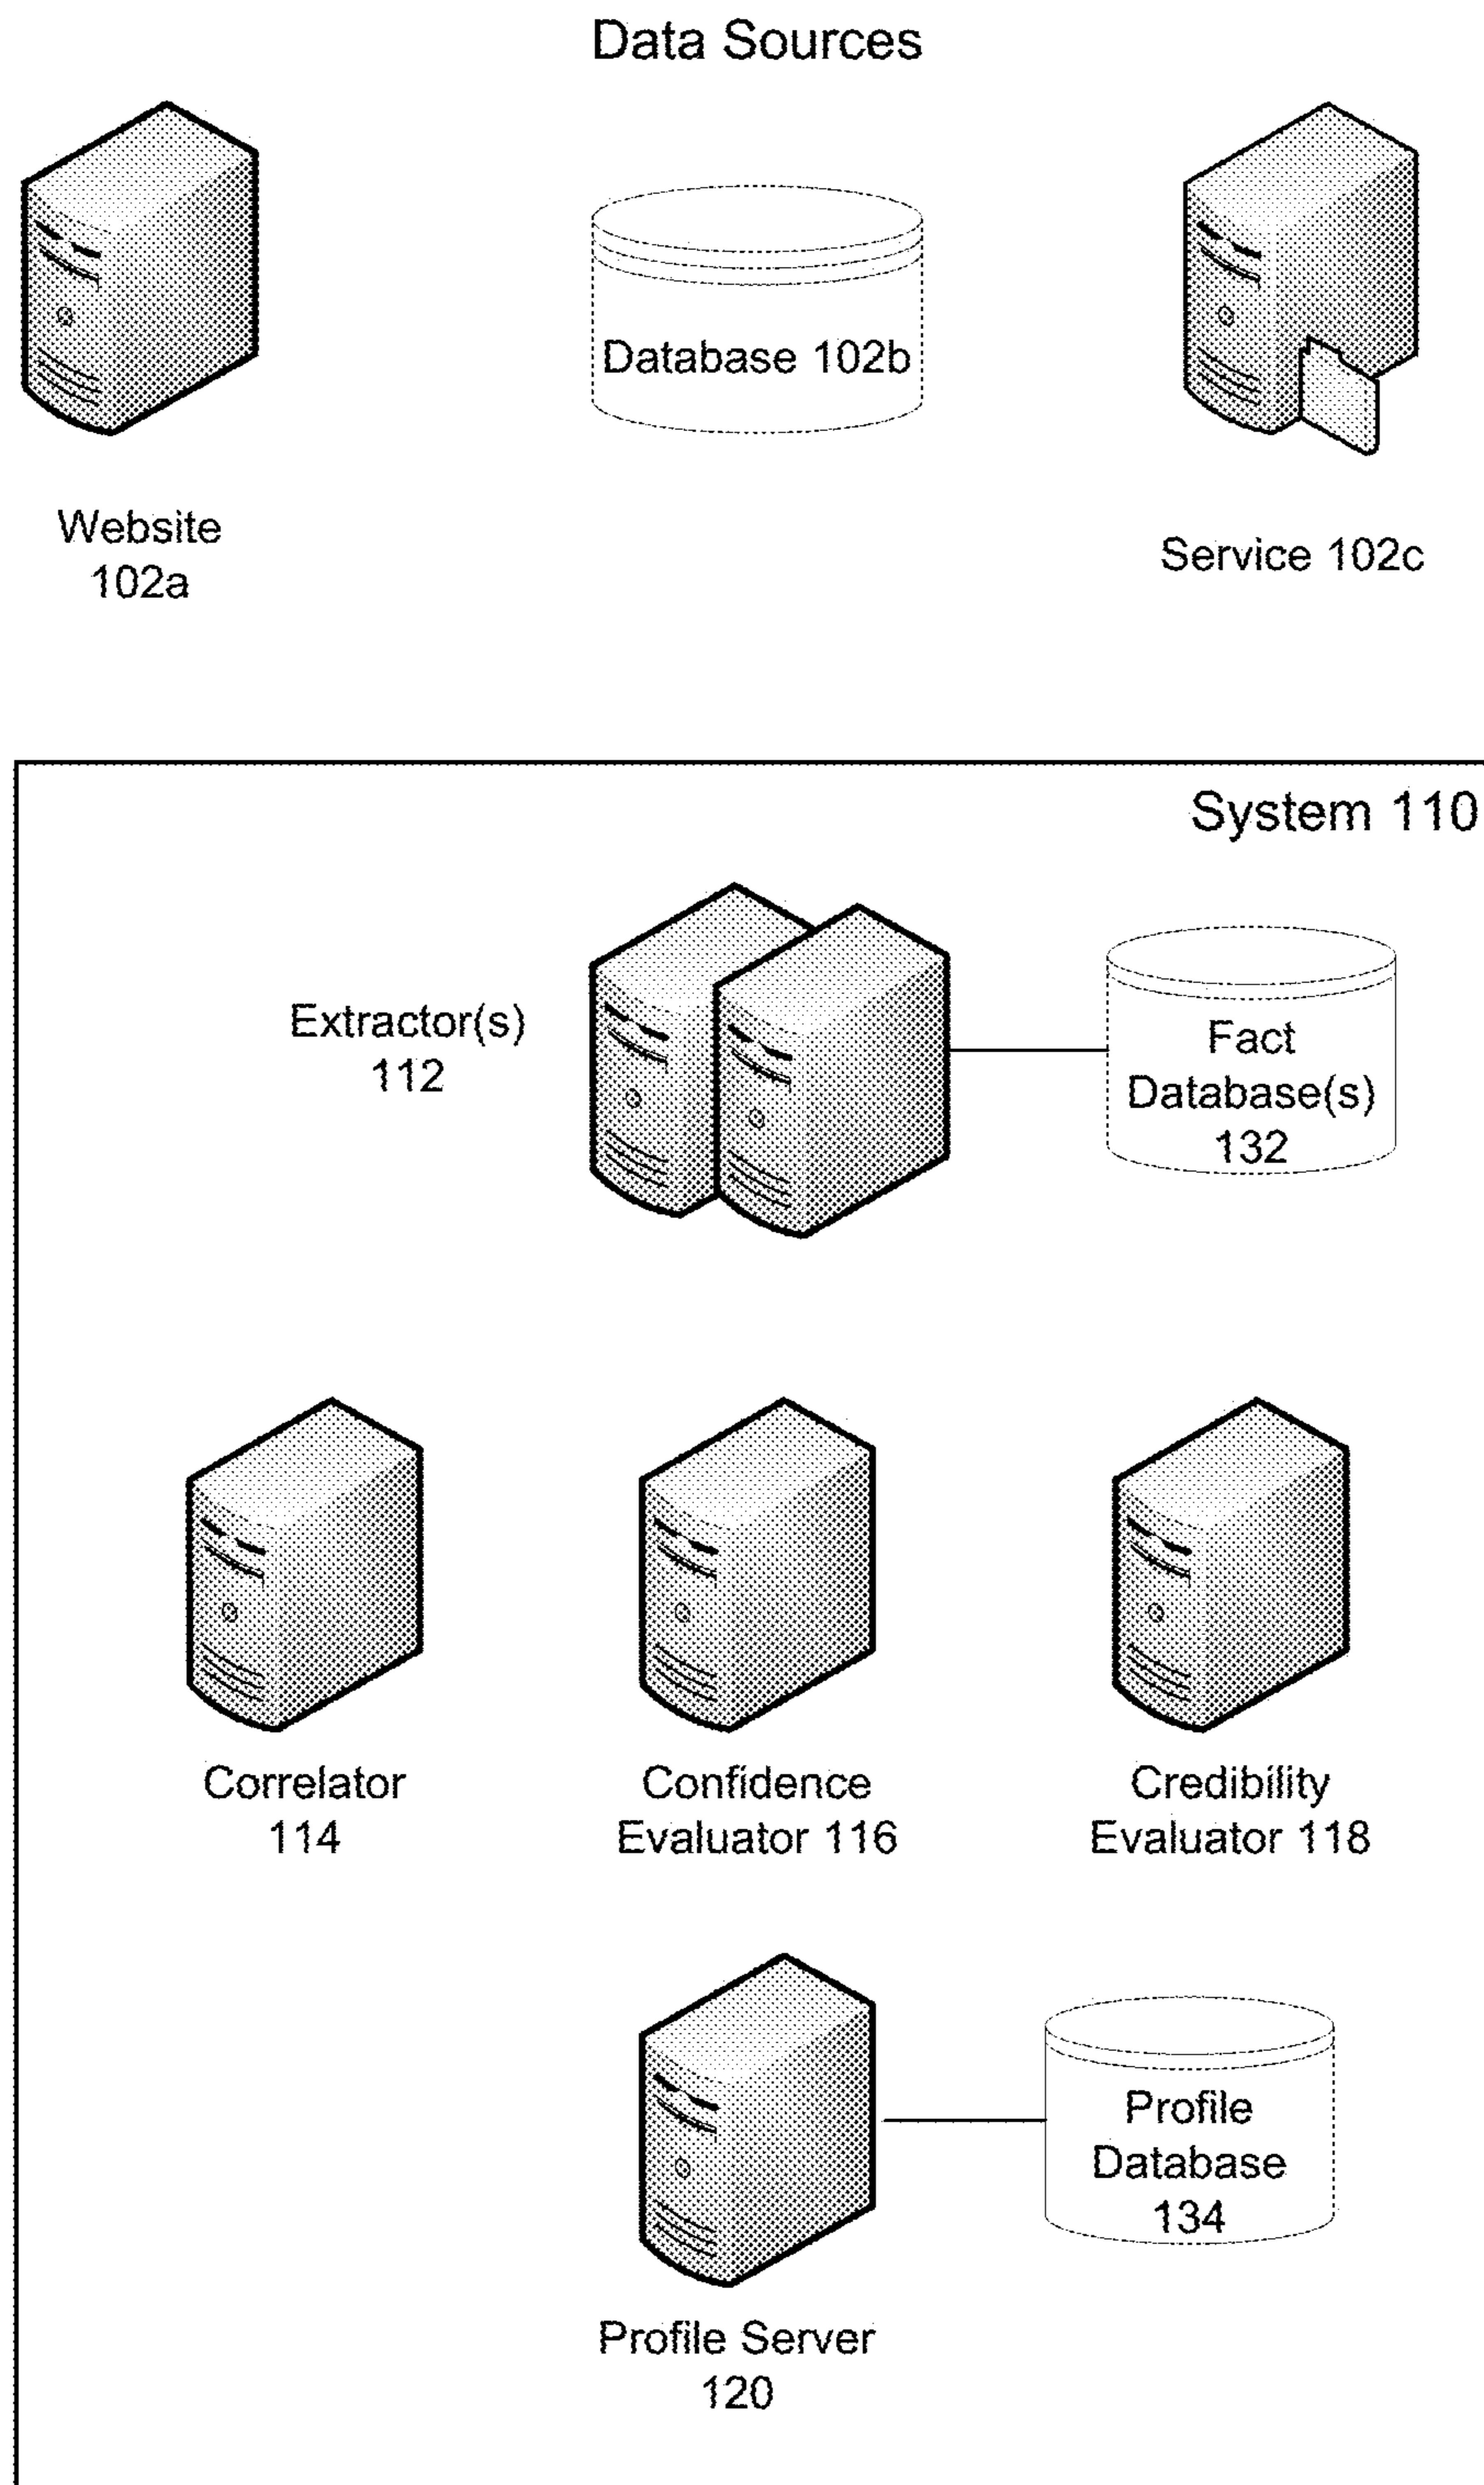 Data Sources
Website
102a
Database 102b
Service 102c
System 110
Extractor(s)
112
Fact
Database(s)
132
Correlator
114
Confidence
Evaluator 116
Credibility
Evaluator 118
Profile Server
120
Profile
Database
134